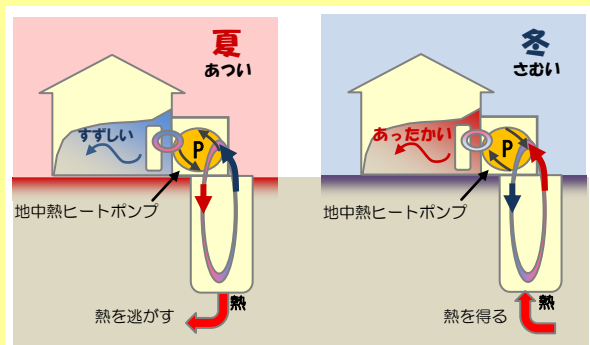 夏
あつい
すずしい
P
地中熱ヒートポンプ
熱
熱を逃がす
冬
さむい
あったかい
P
地中熱ヒートポンプ
熱
熱を得る